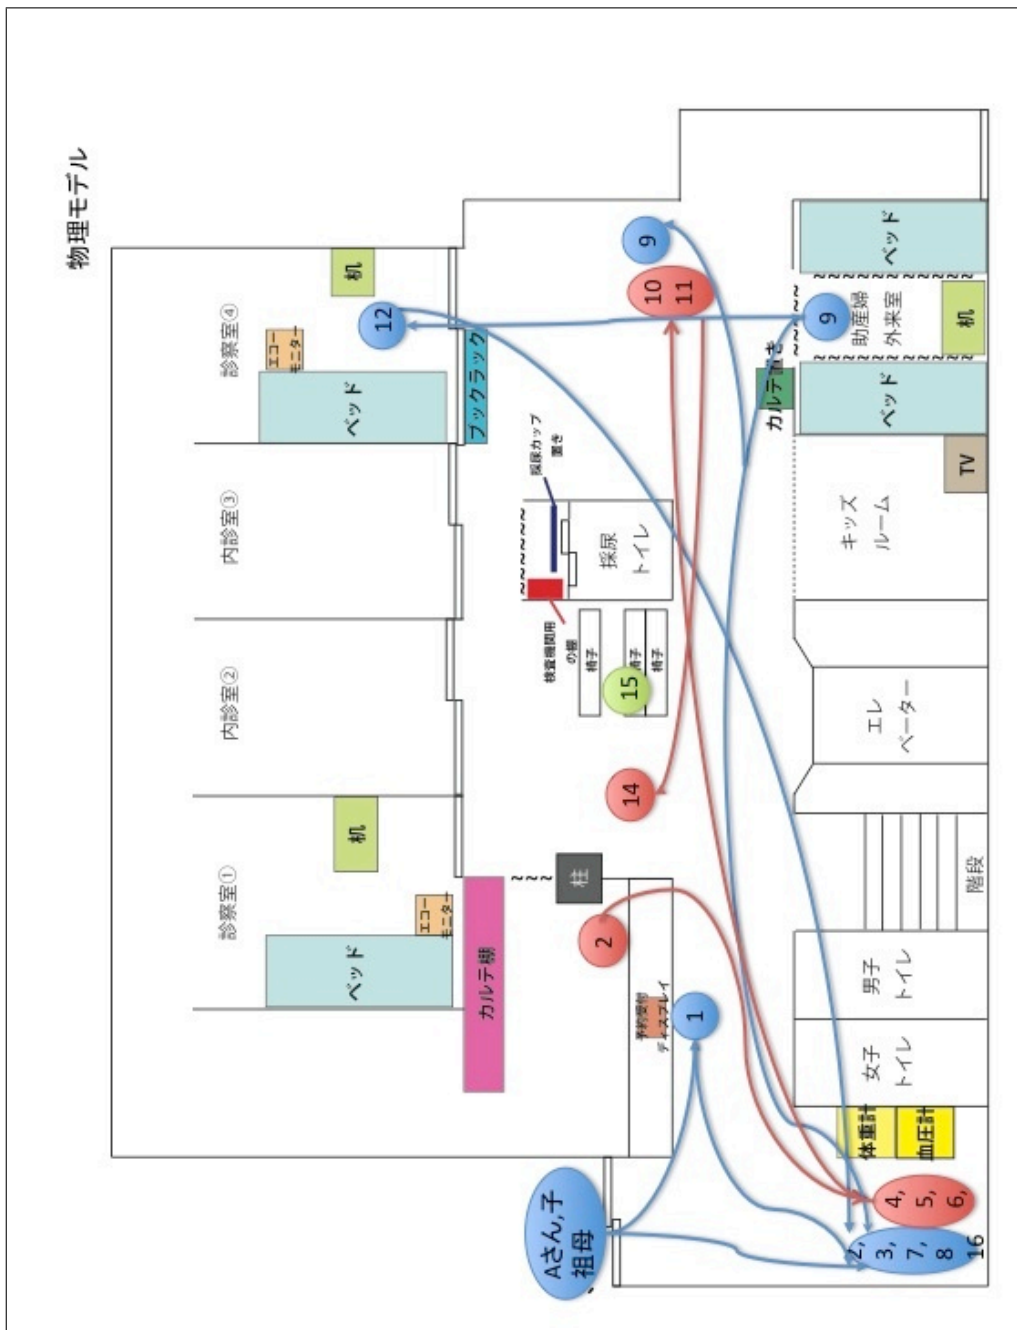 物理モデル
診察室①
内診室②
内診室③
診察室④
ベッド
エコー
モニター
机
ベッド
エコー
モニター
机
カルテ棚
ブックラック
12
Aさん,子
祖母
柱
2
予約受付
ディスプレイ
1
14
15
椅子
椅子
椅子
検査機関用
の棚
採尿カップ
置き
採尿
トイレ
10
11
9
カルテ置き
9
助産婦
外来室
ベッド
机
ベッド
TV
キッズ
ルーム
エレ
ベーター
階段
男子
トイレ
女子
トイレ
体重計
血圧計
4,
5,
6,
2,
3,
7,
8
16